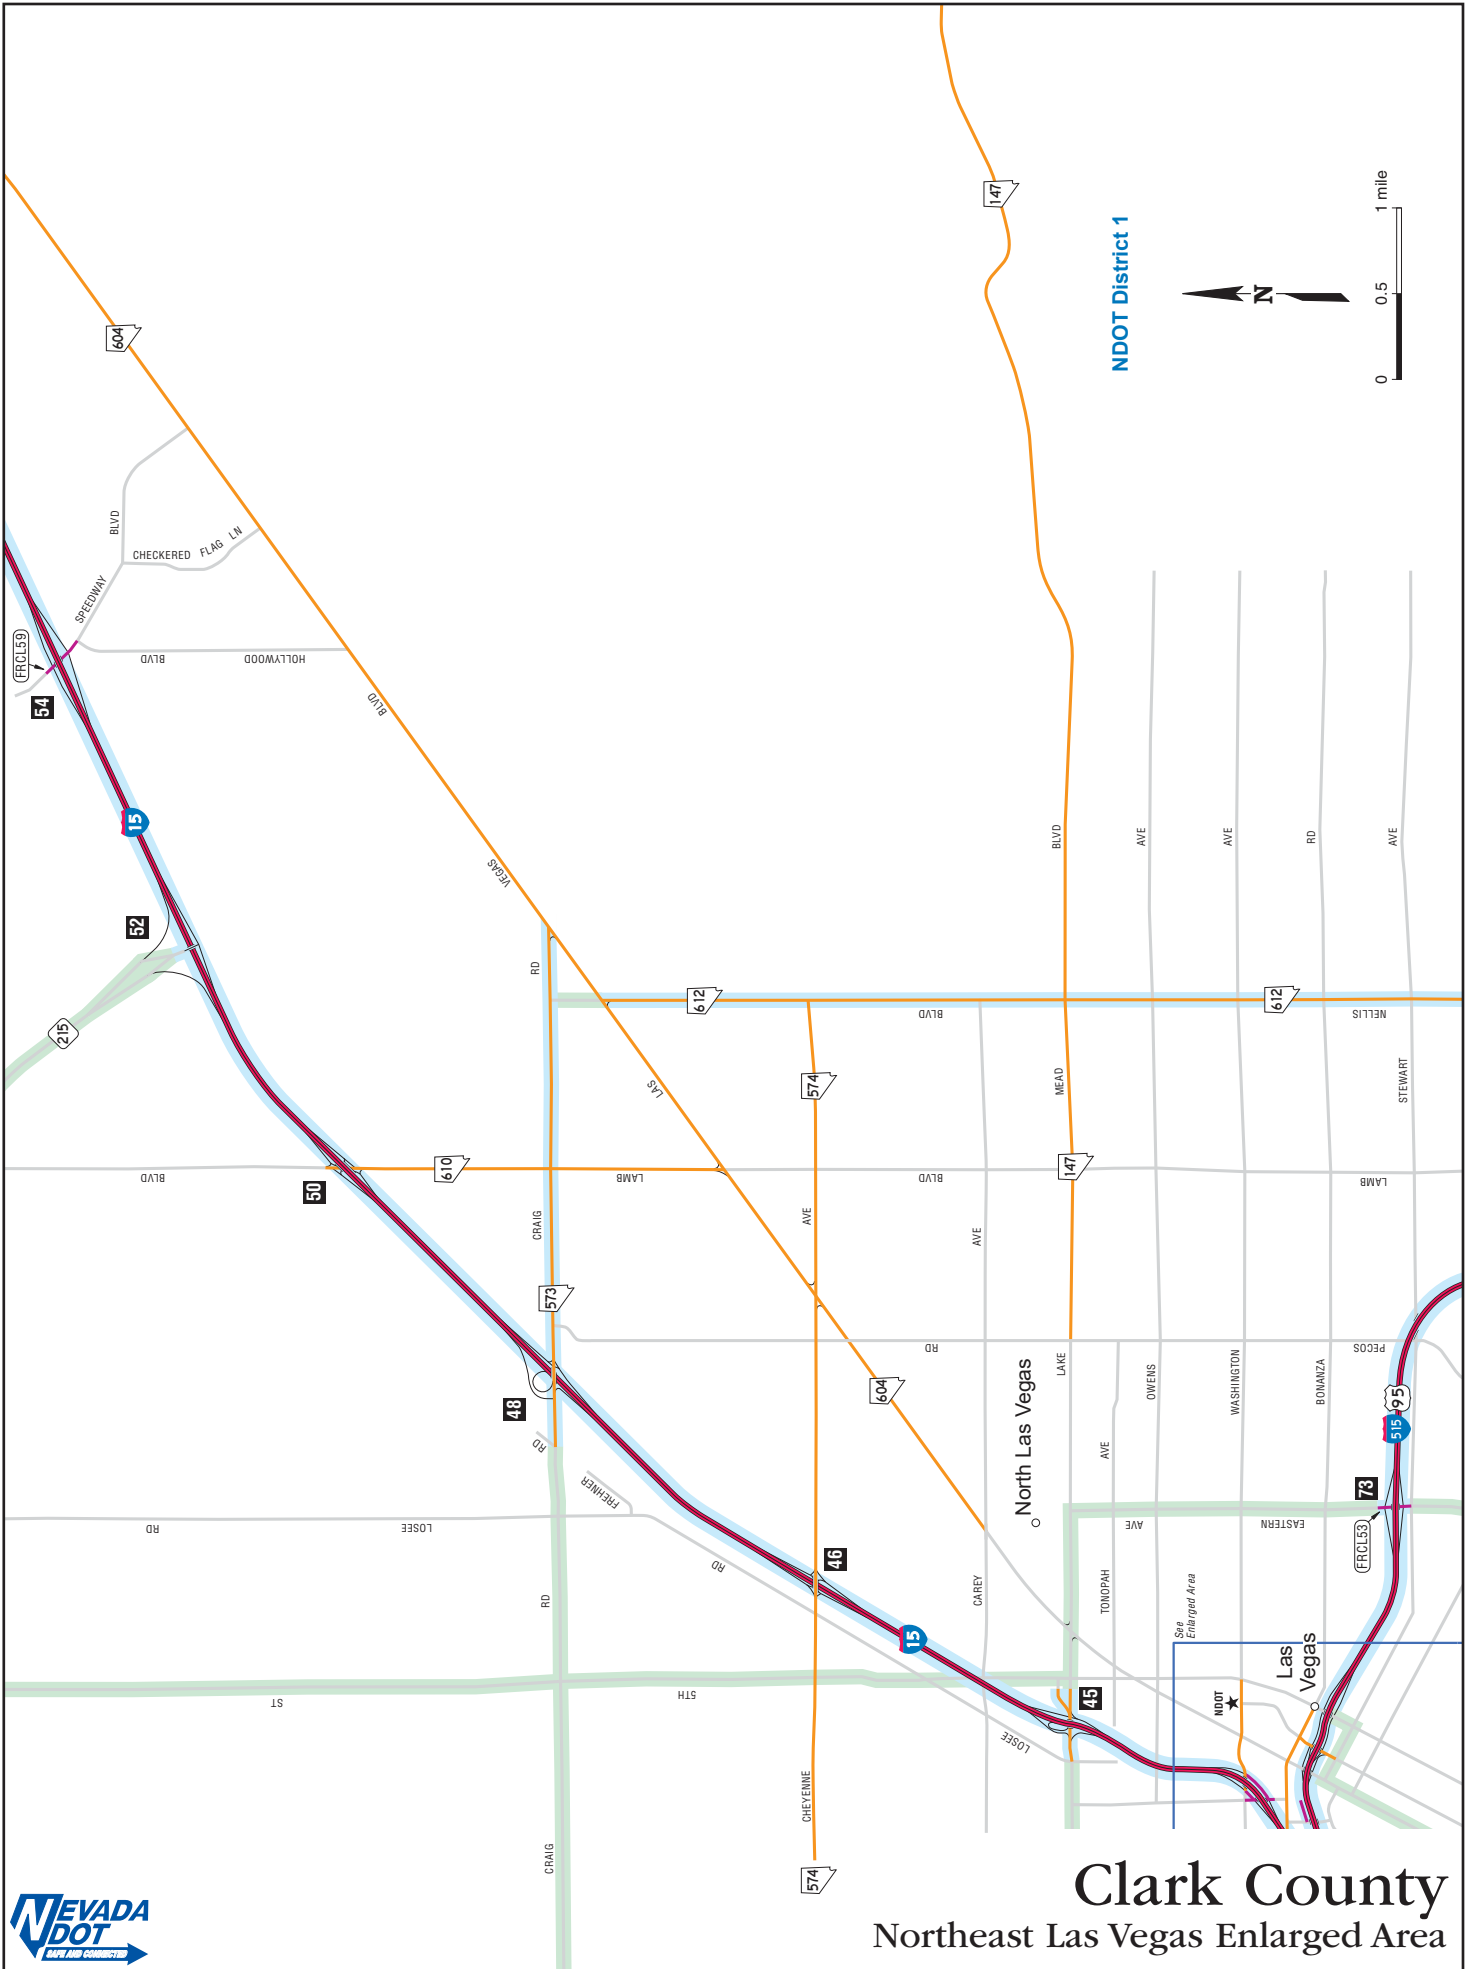 604
147
NDOT District 1
N
0
0.5
1 mile
BLVD
CHECKERED
FLAG
LN
SPEEDWAY
FRCL59
54
BLVD
HOLLYWOOD
BLVD
15
52
215
VEGAS
RD
612
BLVD
612
NELLIS
BLVD
AVE
AVE
RD
AVE
LAS
574
MEAD
STEWART
BLVD
50
610
LAMB
BLVD
147
LAMB
CRAIG
AVE
AVE
573
RD
LAKE
PECOS
48
RD
FREHNER
604
North Las Vegas
AVE
OWENS
WASHINGTON
BONANZA
95
515
73
FRCL53
RD
LOSEE
RD
46
AVE
EASTERN
RD
CAREY
TONOPAH
See
Enlarged Area
15
ST
5TH
45
LOSEE
NDOT
Las
Vegas
CHEYENNE
CRAIG
574
NEVADA
DOT
SAFE AND CONNECTED
Clark County
Northeast Las Vegas Enlarged Area